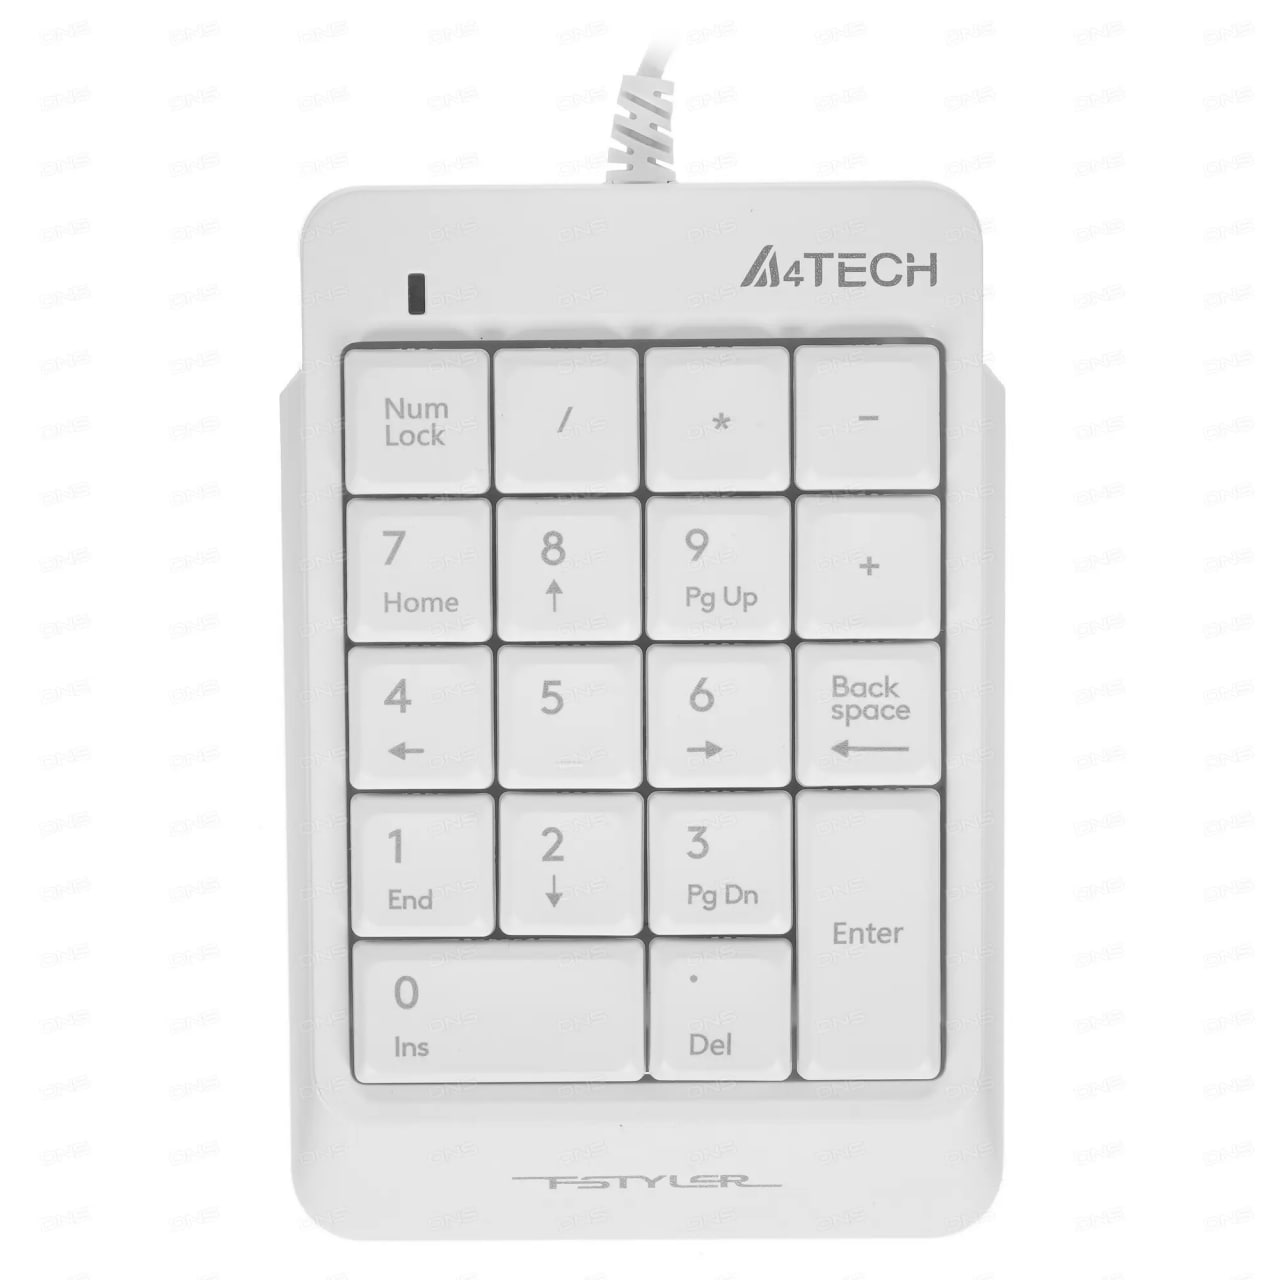 A4TECH
Num
Lock
/
*
-
7
Home
8
↑
9
Pg Up
+
4
←
5
6
→
Back
space
←
1
End
2
↓
3
Pg Dn
Enter
0
Ins
.
Del
FSTYLER
DNS